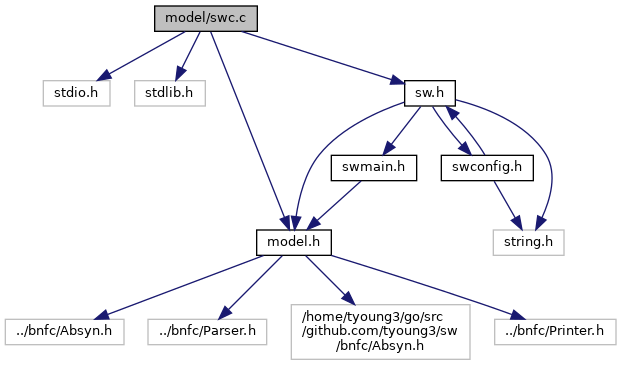 model/swc.c
stdio.h
stdlib.h
sw.h
swmain.h
swconfig.h
model.h
string.h
../bnfc/Absyn.h
../bnfc/Parser.h
/home/tyoung3/go/src
/github.com/tyoung3/sw
/bnfc/Absyn.h
../bnfc/Printer.h